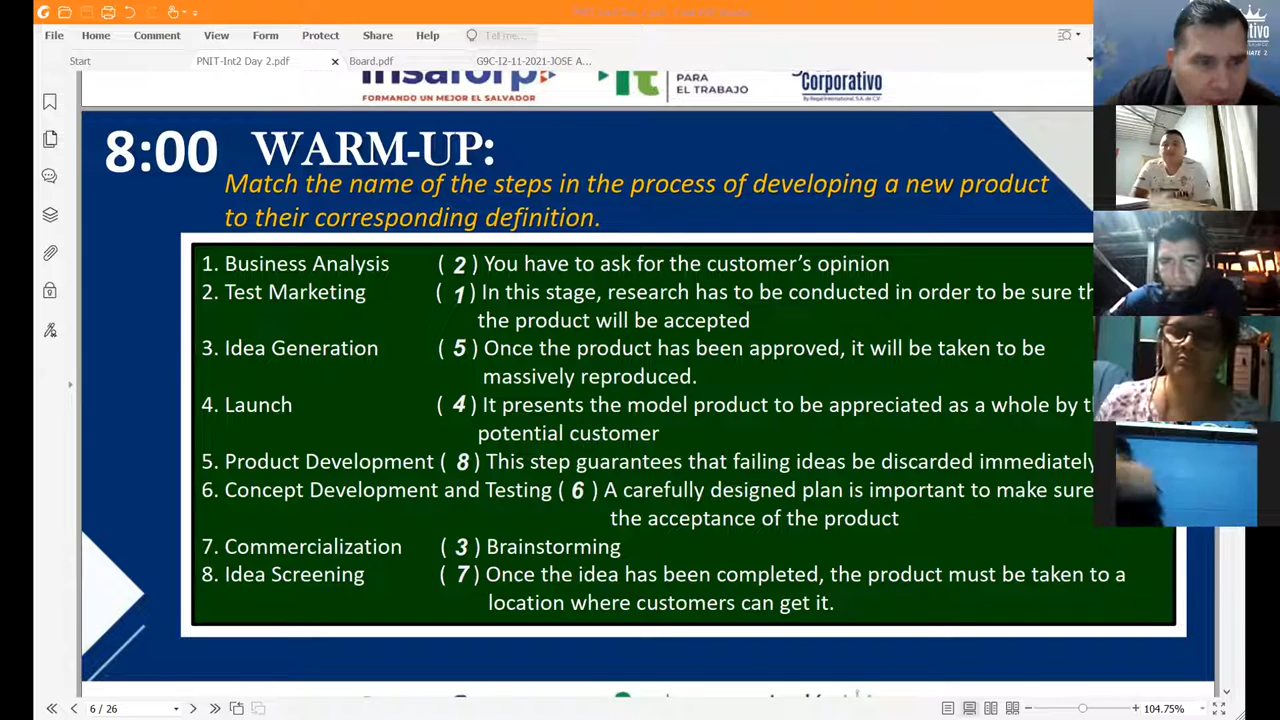 File Home Comment View Form Protect Share Help Tell me...
Start PNIT-Int2 Day 2.pdf Board.pdf G9C-I2-11-2021-JOSE A...
FORMANDO UN MEJOR EL SALVADOR
PARA
EL TRABAJO
Corporativo
8:00 WARM-UP:
Match the name of the steps in the process of developing a new product
to their corresponding definition.
1. Business Analysis ( 2 ) You have to ask for the customer's opinion
2. Test Marketing ( 1 ) In this stage, research has to be conducted in order to be sure
the product will be accepted
3. Idea Generation ( 5 ) Once the product has been approved, it will be taken to be
massively reproduced.
4. Launch ( 4 ) It presents the model product to be appreciated as a whole by
potential customer
5. Product Development ( 8 ) This step guarantees that failing ideas be discarded immediately
6. Concept Development and Testing ( 6 ) A carefully designed plan is important to make sure
the acceptance of the product
7. Commercialization ( 3 ) Brainstorming
8. Idea Screening ( 7 ) Once the idea has been completed, the product must be taken to a
location where customers can get it.
6 / 26 104.75%